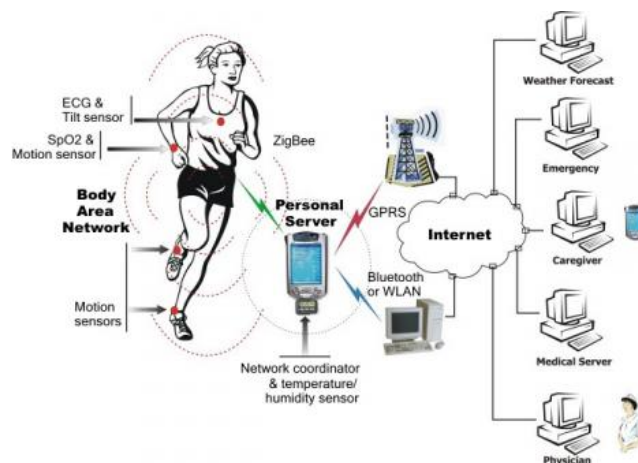 ECG &
Tilt sensor
SpO2 &
Motion sensor
ZigBee
Body
Area
Network
Personal
Server
GPRS
Internet
Bluetooth
or WLAN
Motion
sensors
Network coordinator
& temperature/
humidity sensor
Weather Forecast
Emergency
Caregiver
Medical Server
Physician